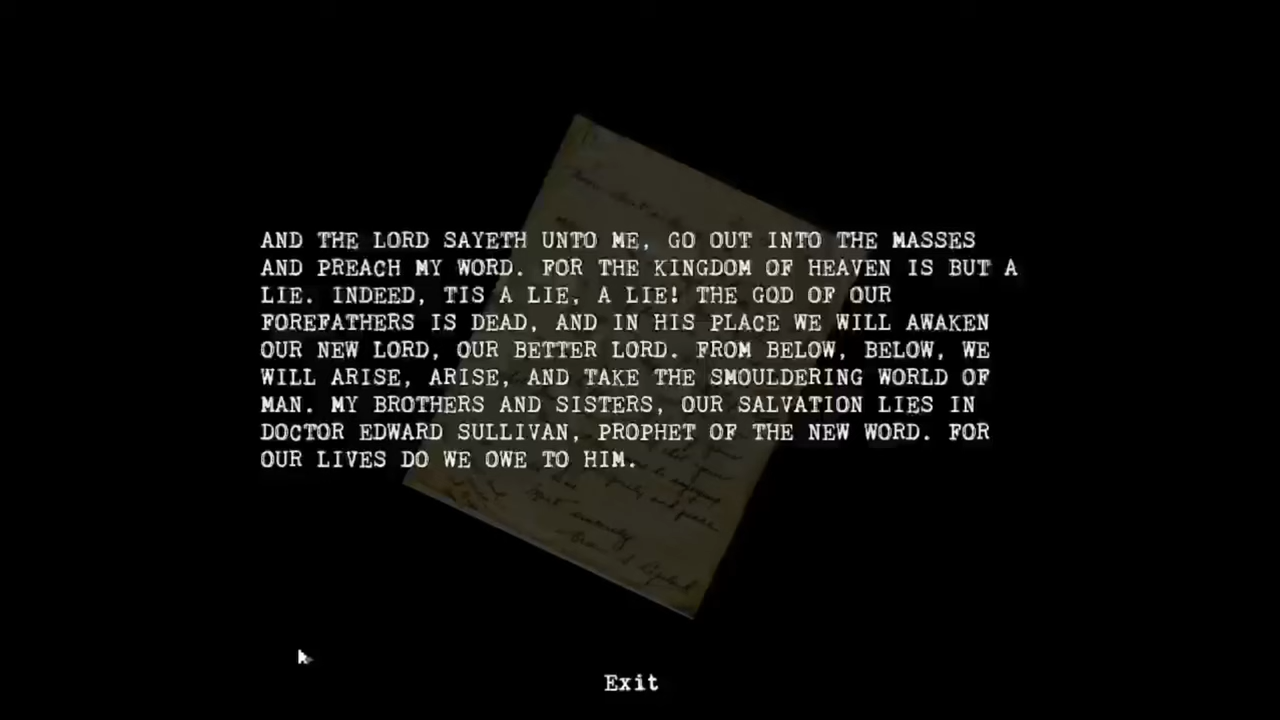 AND THE LORD SAYETH UNTO ME, GO OUT INTO THE MASSES
AND PREACH MY WORD. FOR THE KINGDOM OF HEAVEN IS BUT A
LIE. INDEED, TIS A LIE, A LIE! THE GOD OF OUR
FOREFATHERS IS DEAD, AND IN HIS PLACE WE WILL AWAKEN
OUR NEW LORD, OUR BETTER LORD. FROM BELOW, BELOW, WE
WILL ARISE, ARISE, AND TAKE THE SMOULDERING WORLD OF
MAN. MY BROTHERS AND SISTERS, OUR SALVATION LIES IN
DOCTOR EDWARD SULLIVAN, PROPHET OF THE NEW WORD. FOR
OUR LIVES DO WE OWE TO HIM.
Exit